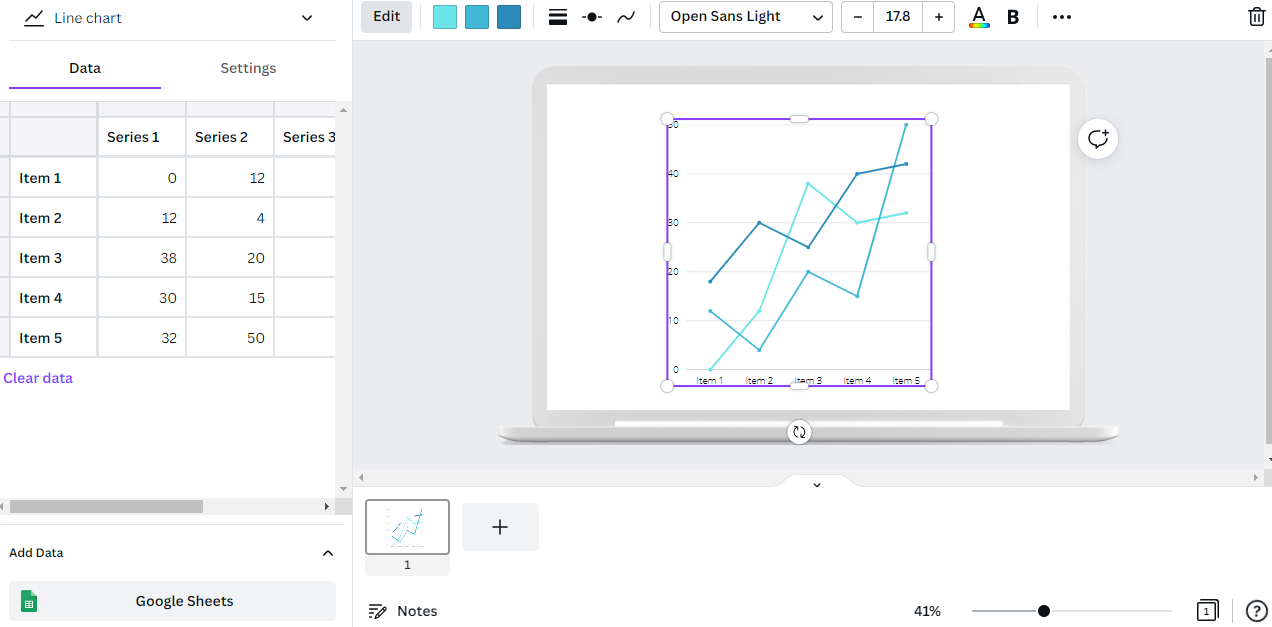 Line chart
Edit
Open Sans Light
–
17.8
+
A
B
Data
Settings
Series 1
Series 2
Series 3
Item 1
0
12
Item 2
12
4
Item 3
38
20
Item 4
30
15
Item 5
32
50
Clear data
50
40
30
20
10
0
Item 1
Item 2
Item 3
Item 4
Item 5
1
Add Data
Google Sheets
Notes
41%
1
?